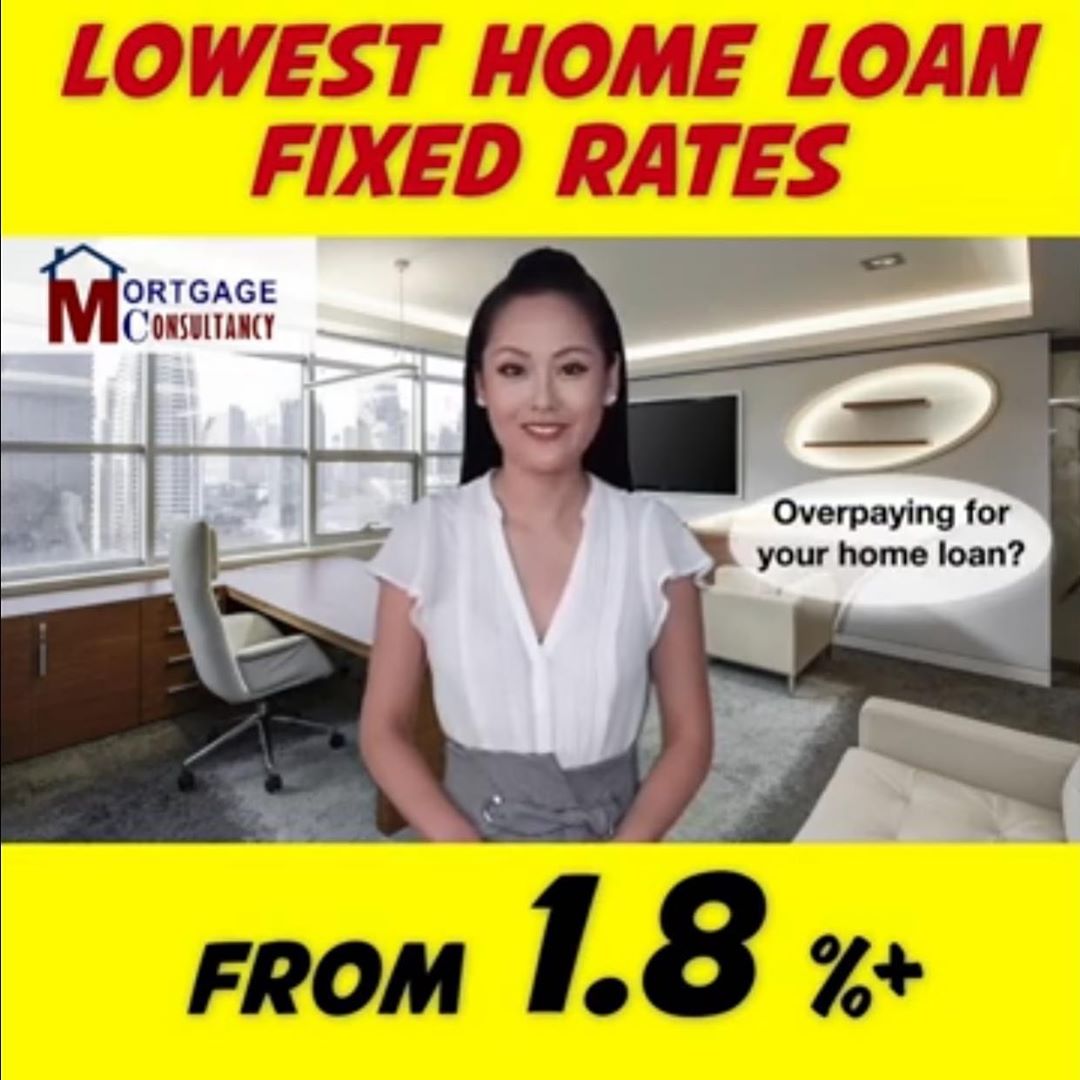 LOWEST HOME LOAN
FIXED RATES
MORTGAGE
CONSULTANCY
Overpaying for
your home loan?
FROM 1.8 %+